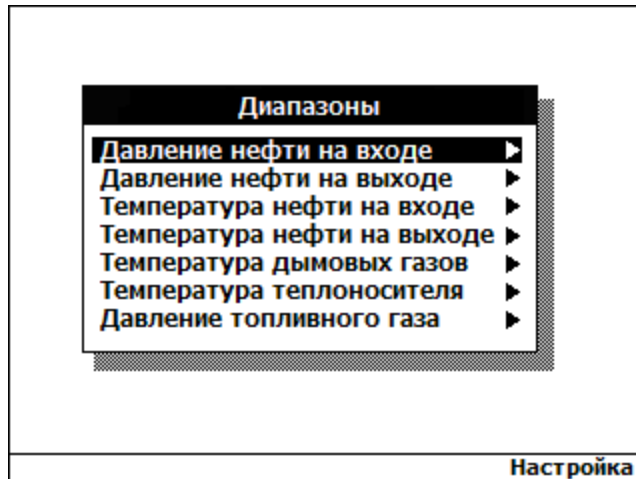 Диапазоны
Давление нефти на входе
Давление нефти на выходе
Температура нефти на входе
Температура нефти на выходе
Температура дымовых газов
Температура теплоносителя
Давление топливного газа
Настройка